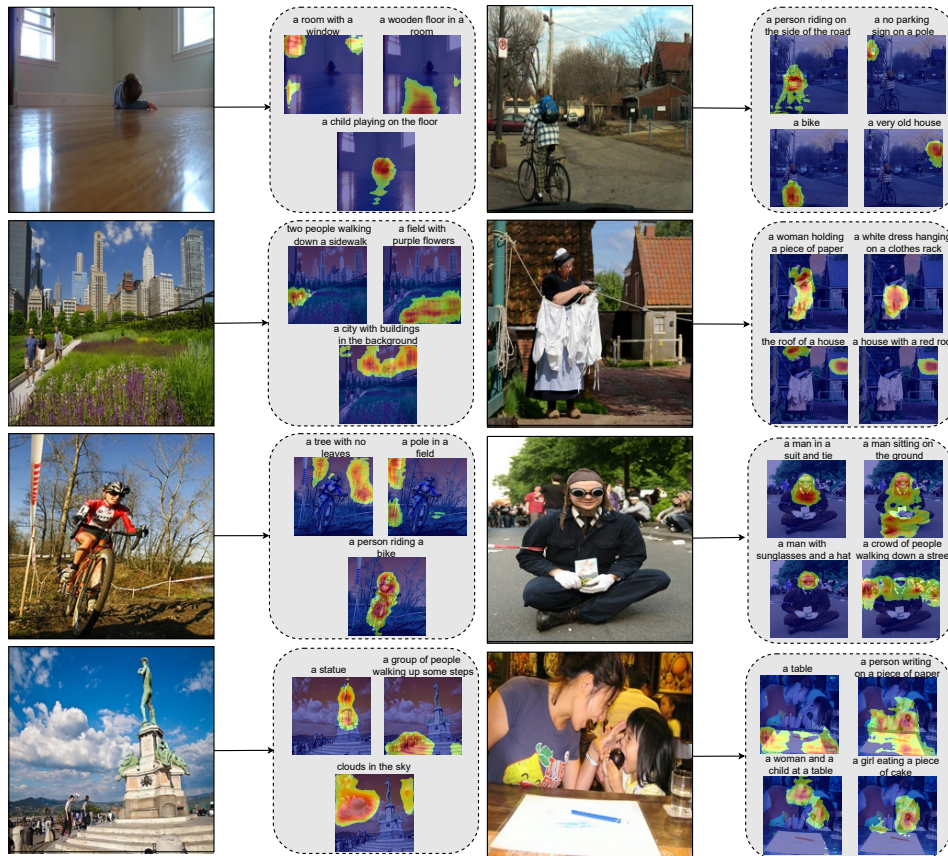 a room with a
window
a wooden floor in a
room
a child playing on the floor
a person riding on
the side of the road
a no parking
sign on a pole
a bike
a very old house
two people walking
down a sidewalk
a field with
purple flowers
a city with buildings
in the background
a woman holding
a piece of paper
a white dress hanging
on a clothes rack
the roof of a house
a house with a red roo
a tree with no
leaves
a pole in a
field
a person riding a
bike
a man in a
suit and tie
a man sitting on
the ground
a man with
sunglasses and a hat
a crowd of people
walking down a stree
a statue
a group of people
walking up some steps
clouds in the sky
a table
a person writing
on a piece of paper
a woman and a
child at a table
a girl eating a piece
of cake